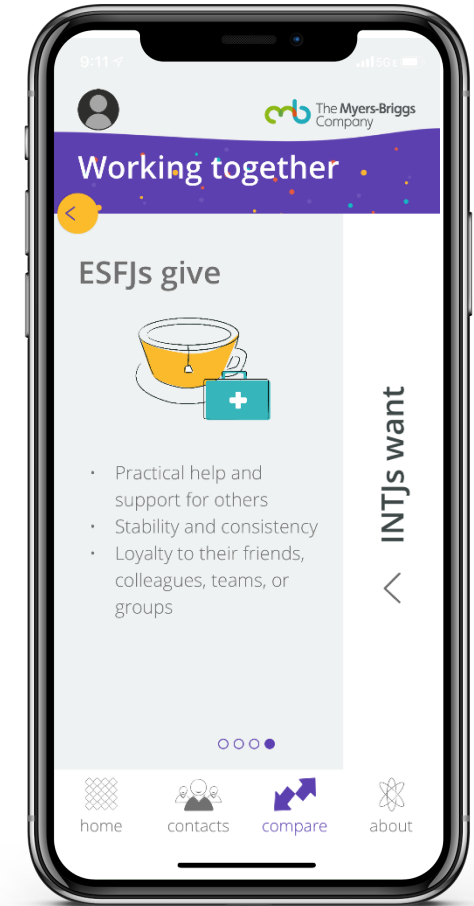 9:11
5G
The Myers-Briggs
Company
Working together
<
ESFJs give
• Practical help and
support for others
• Stability and consistency
• Loyalty to their friends,
colleagues, teams, or
groups
INTJs want
home
contacts
compare
about